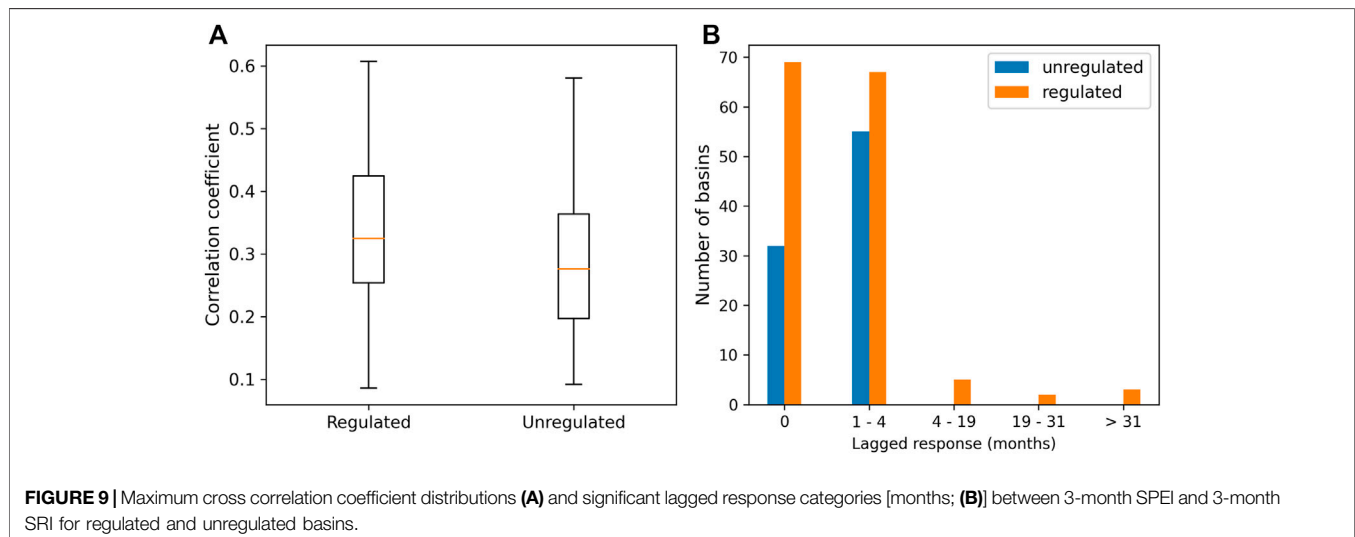 A
Correlation coefficient
0.6
0.5
0.4
0.3
0.2
0.1
Regulated
Unregulated
B
Number of basins
70
60
50
40
30
20
10
0
unregulated
regulated
0
1 - 4
4 - 19
19 - 31
> 31
Lagged response (months)
FIGURE 9 | Maximum cross correlation coefficient distributions (A) and significant lagged response categories [months; (B)] between 3-month SPEI and 3-month
SRI for regulated and unregulated basins.